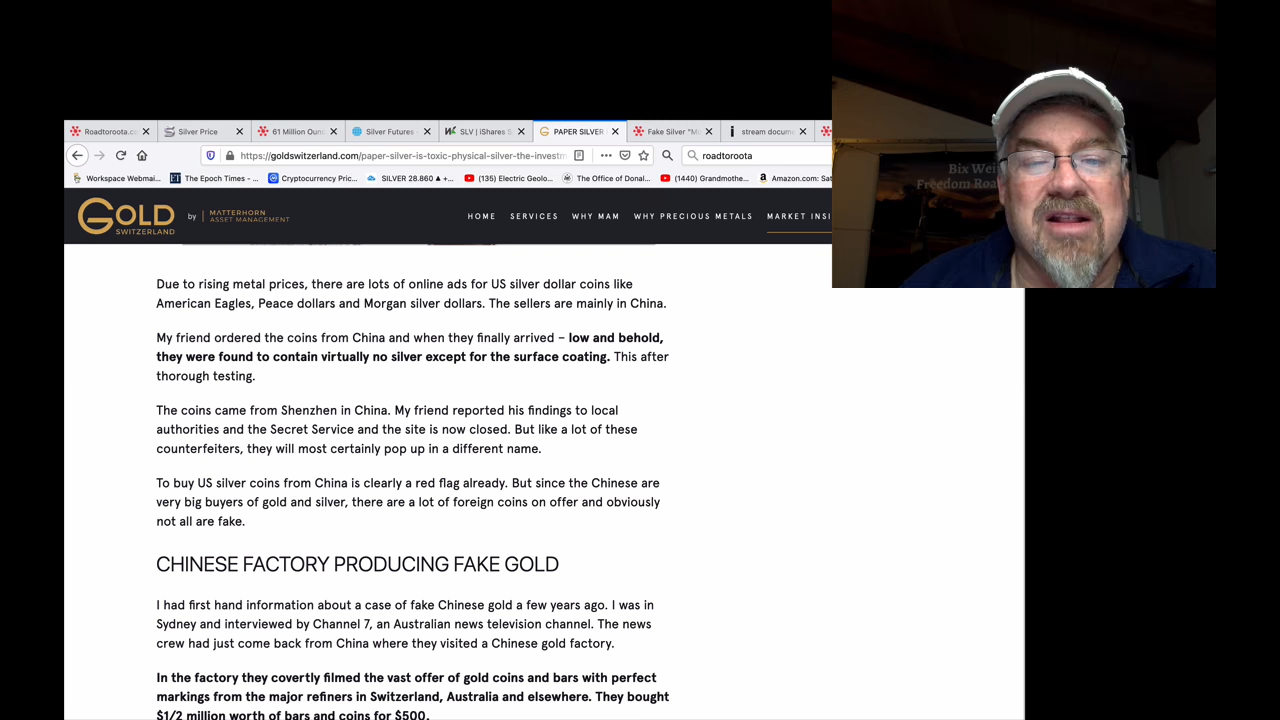 Roadtoroota.c
Silver Price
61 Million Oun
Silver Futures
SLV | iShares S
PAPER SILVER
Fake Silver "M
stream docum
https://goldswitzerland.com/paper-silver-is-toxic-physical-silver-the-investm
roadtoroota
Workspace Webmai...
The Epoch Times - ...
Cryptocurrency Pric...
SILVER 28.860 ▲ +...
(135) Electric Geolo...
The Office of Donal...
(1440) Grandmothe...
Amazon.com: Sat
Bix Wei
Freedom Roa
GOLD
SWITZERLAND
by
MATTERHORN
ASSET MANAGEMENT
HOME
SERVICES
WHY MAM
WHY PRECIOUS METALS
MARKET INSI
Due to rising metal prices, there are lots of online ads for US silver dollar coins like
American Eagles, Peace dollars and Morgan silver dollars. The sellers are mainly in China.
My friend ordered the coins from China and when they finally arrived – low and behold,
they were found to contain virtually no silver except for the surface coating. This after
thorough testing.
The coins came from Shenzhen in China. My friend reported his findings to local
authorities and the Secret Service and the site is now closed. But like a lot of these
counterfeiters, they will most certainly pop up in a different name.
To buy US silver coins from China is clearly a red flag already. But since the Chinese are
very big buyers of gold and silver, there are a lot of foreign coins on offer and obviously
not all are fake.
CHINESE FACTORY PRODUCING FAKE GOLD
I had first hand information about a case of fake Chinese gold a few years ago. I was in
Sydney and interviewed by Channel 7, an Australian news television channel. The news
crew had just come back from China where they visited a Chinese gold factory.
In the factory they covertly filmed the vast offer of gold coins and bars with perfect
markings from the major refiners in Switzerland, Australia and elsewhere. They bought
$1/2 million worth of bars and coins for $500.